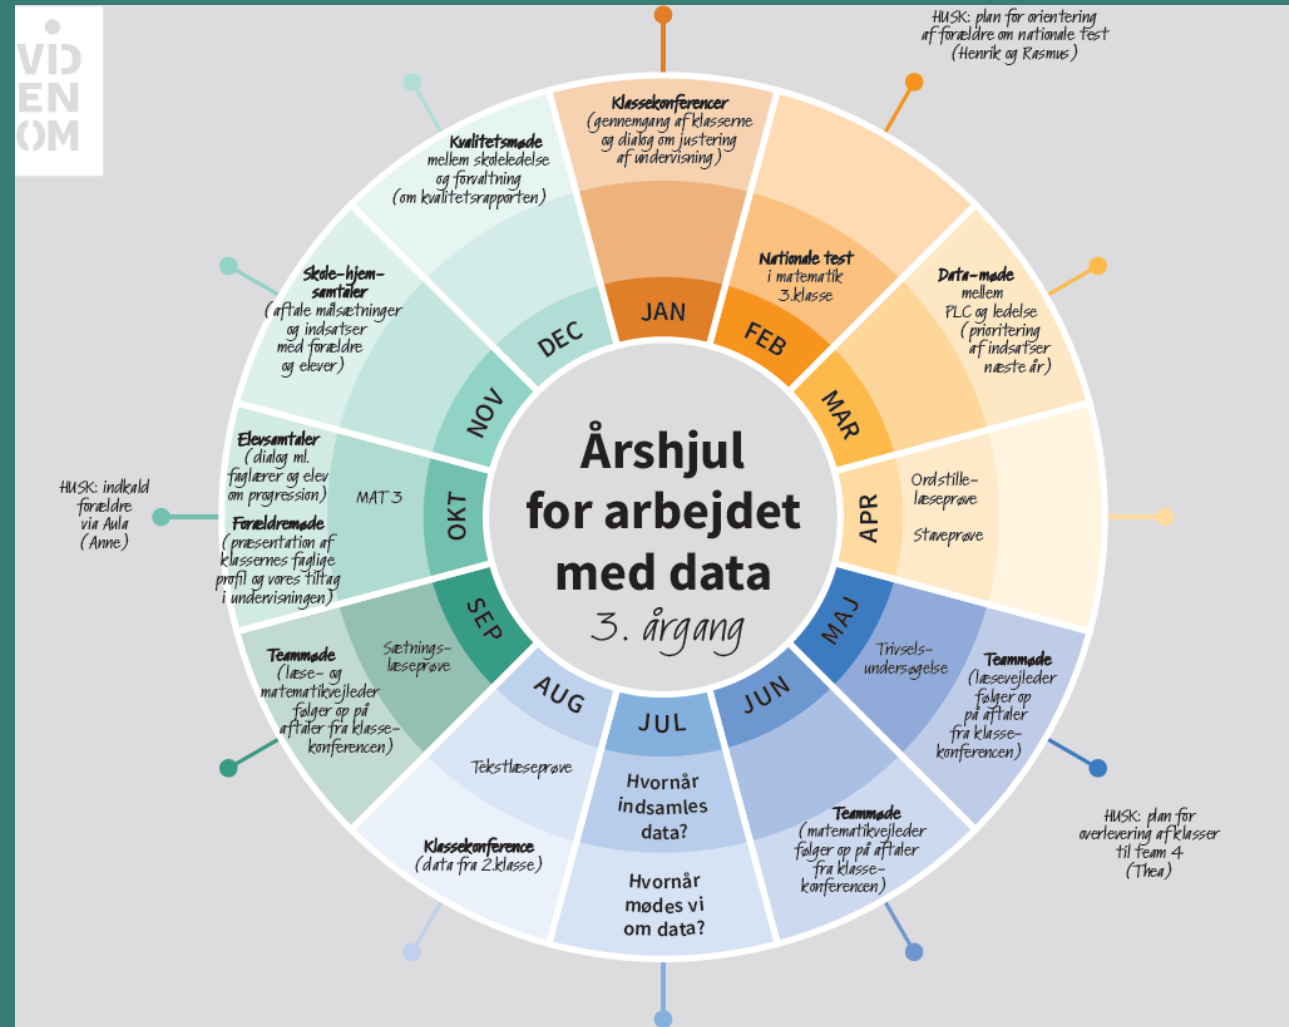 VID
EN
OM
HUSK: plan for orientering
af forældre om nationale test
(Henrik og Rasmus)
Klassekonferencer
(gennemgang af klasserne
og dialog om justering
af undervisning)
JAN
Nationale test
i matematik
3.klasse
FEB
Data-møde
mellem
PLC og ledelse
(prioritering
af indsatser
næste år)
MAR
Ordstille-
læseprøve
Staveprøve
APR
Trivsels-
undersøgelse
Teammøde
(læsevejleder
følger op
på aftaler
fra klasse-
konferencen)
MAJ
HUSK: plan for
overlevering af klasser
til team 4
(Thea)
Teammøde
(matematikvejleder
følger op på aftaler
fra klasse-
konferencen)
JUN
JUL
Hvornår
indsamles
data?
Hvornår
mødes vi
om data?
AUG
Tekstlæseprøve
Klassekonference
(data fra 2.klasse)
SEP
Sætnings-
læseprøve
Teammøde
(læse- og
matematikvejleder
følger op på
aftaler fra klasse-
konferencen)
OKT
MAT 3
Elevsamtaler
(dialog ml.
faglærer og elev
om progression)
Forældremøde
(præsentation af
klassernes faglige
profil og vores tiltag
i undervisningen)
HUSK: indkald
forældre
via Aula
(Anne)
NOV
Skole-hjem-
samtaler
(aftale målsætninger
og indsatser
med forældre
og elever)
DEC
Kvalitetsmøde
mellem skoleledelse
og forvaltning
(om kvalitetsrapporten)
Årshjul
for arbejdet
med data
3. årgang